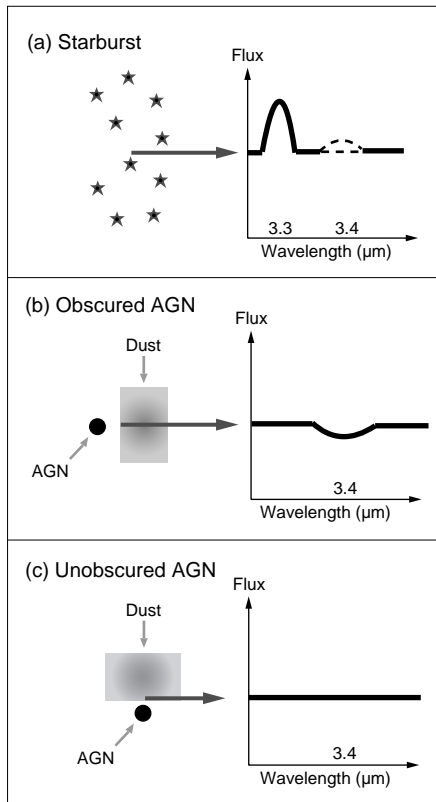 (a) Starburst
Flux
3.3 3.4
Wavelength (μm)
(b) Obscured AGN
Flux
Dust
AGN
3.4
Wavelength (μm)
(c) Unobscured AGN
Flux
Dust
AGN
3.4
Wavelength (μm)